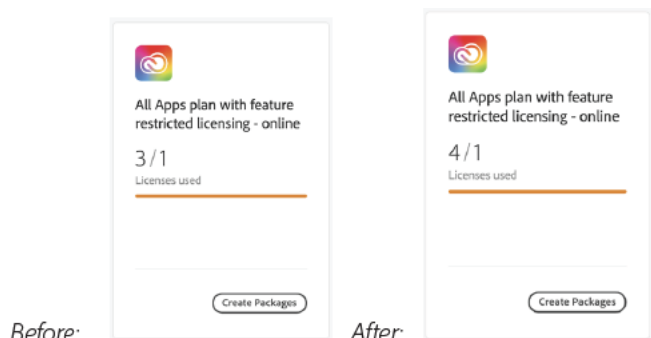 All Apps plan with feature
restricted licensing - online
3/1
Licenses used
Create Packages
Before:
All Apps plan with feature
restricted licensing - online
4/1
Licenses used
Create Packages
After: